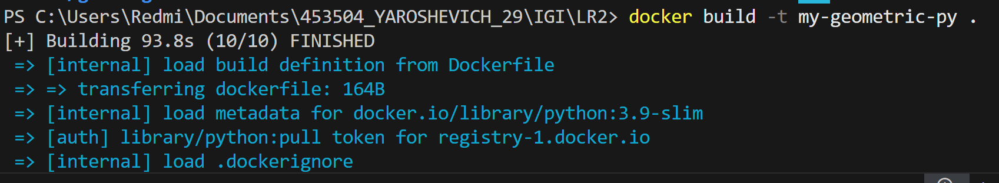 PS C:\Users\Redmi\Documents\453504_YAROSHEVICH_29\IGI\LR2> docker build -t my-geometric-py .
[+] Building 93.8s (10/10) FINISHED
=> [internal] load build definition from Dockerfile
=> => transferring dockerfile: 164B
=> [internal] load metadata for docker.io/library/python:3.9-slim
=> [auth] library/python:pull token for registry-1.docker.io
=> [internal] load .dockerignore